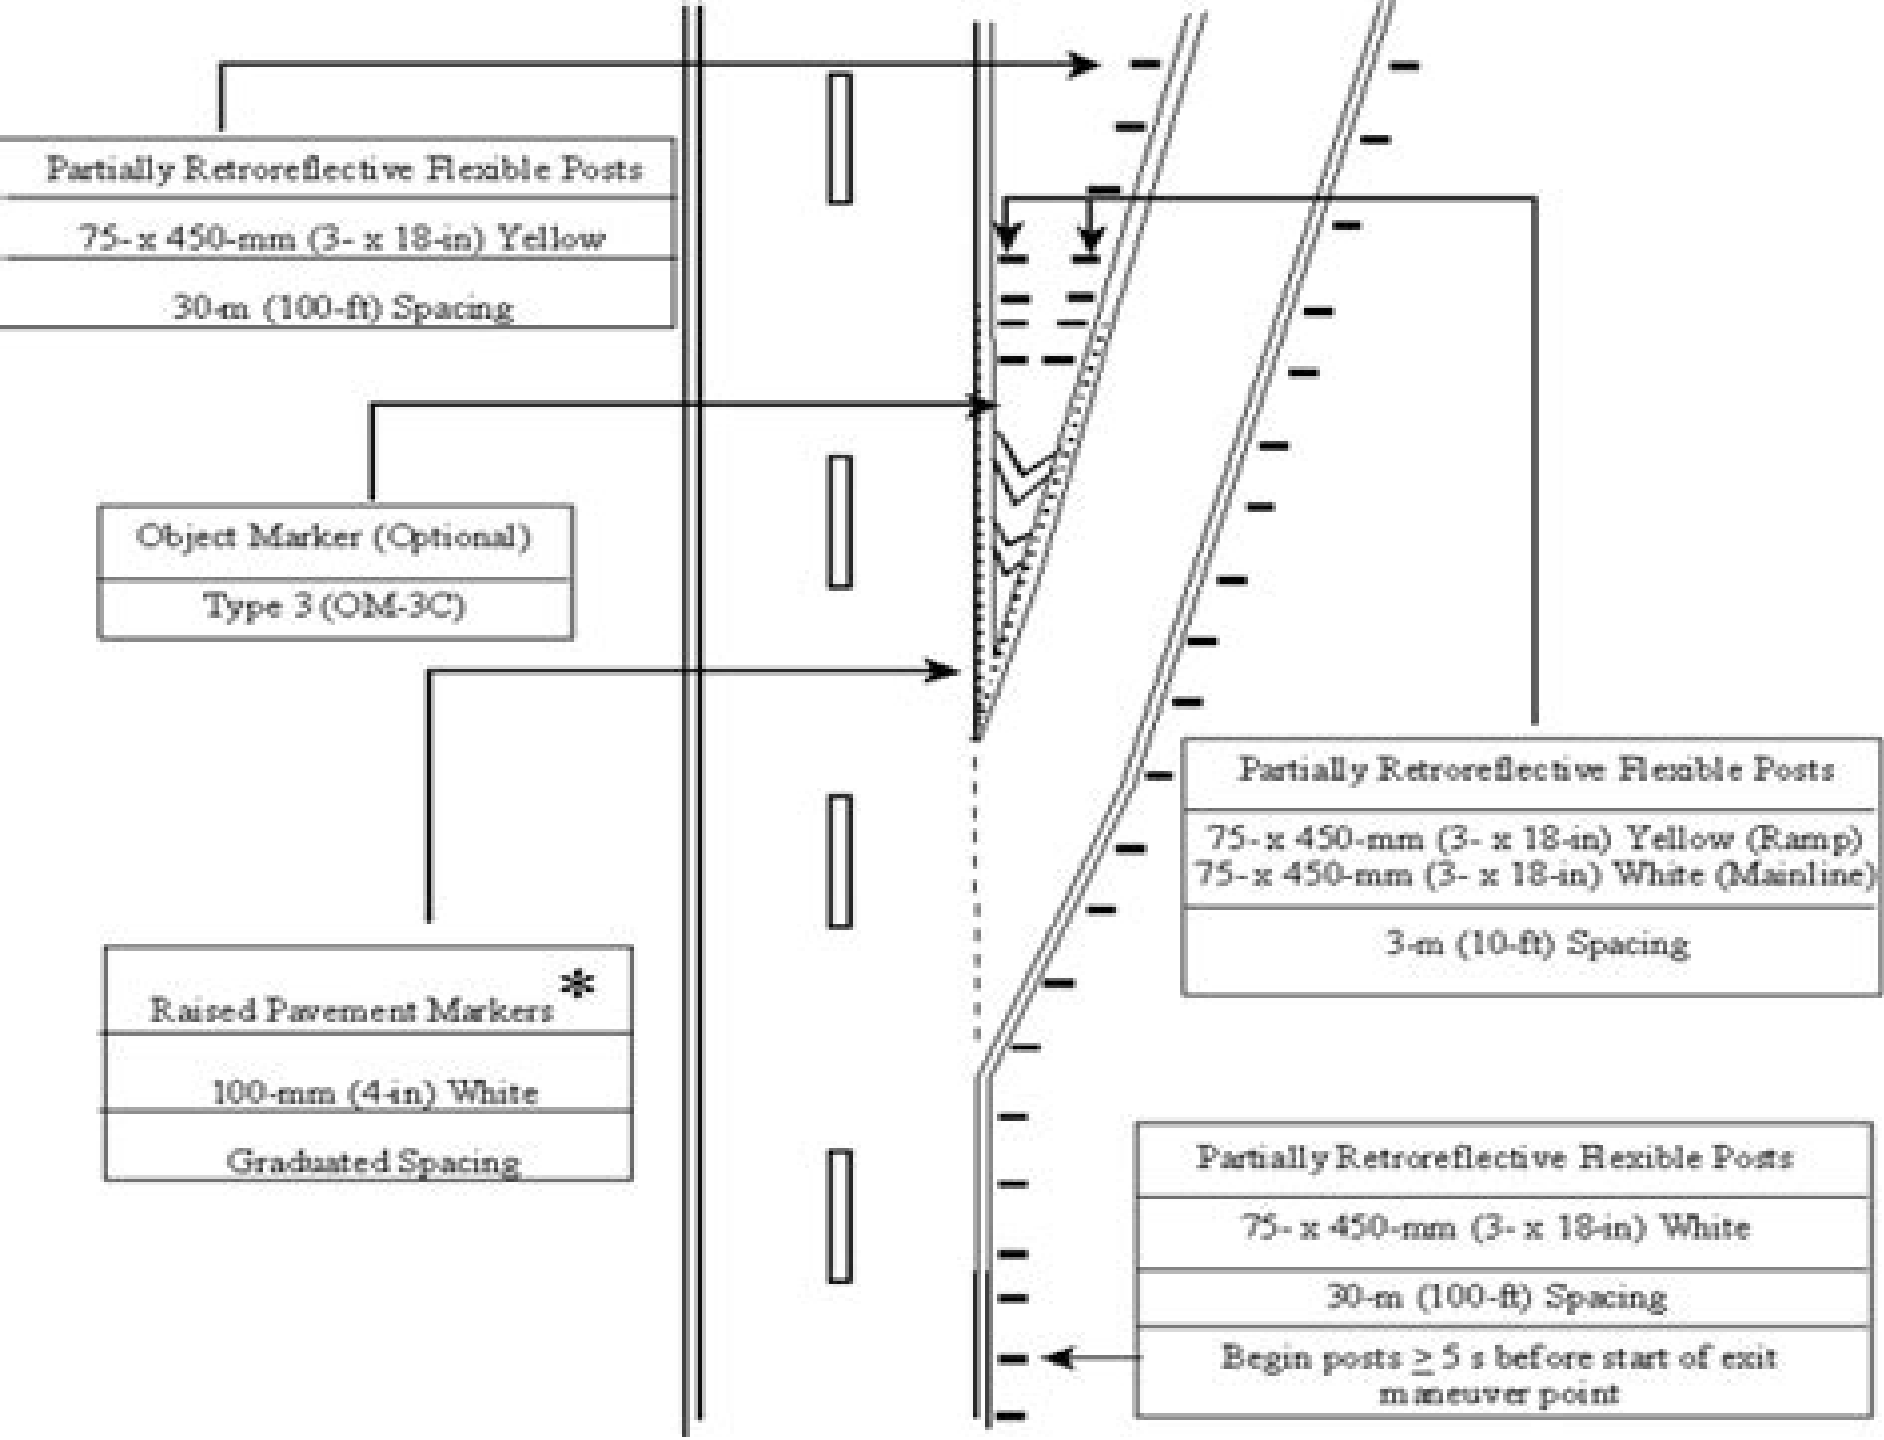 Partially Retroreflective Flexible Posts
75- x 450-mm (3- x 18-in) Yellow
30-m (100-ft) Spacing
Object Marker (Optional)
Type 3 (OM-3C)
Raised Pavement Markers *
100-mm (4-in) White
Graduated Spacing
Partially Retroreflective Flexible Posts
75- x 450-mm (3- x 18-in) Yellow (Ramp)
75- x 450-mm (3- x 18-in) White (Mainline)
3-m (10-ft) Spacing
Partially Retroreflective Flexible Posts
75- x 450-mm (3- x 18-in) White
30-m (100-ft) Spacing
Begin posts ≥ 5 s before start of exit
maneuver point